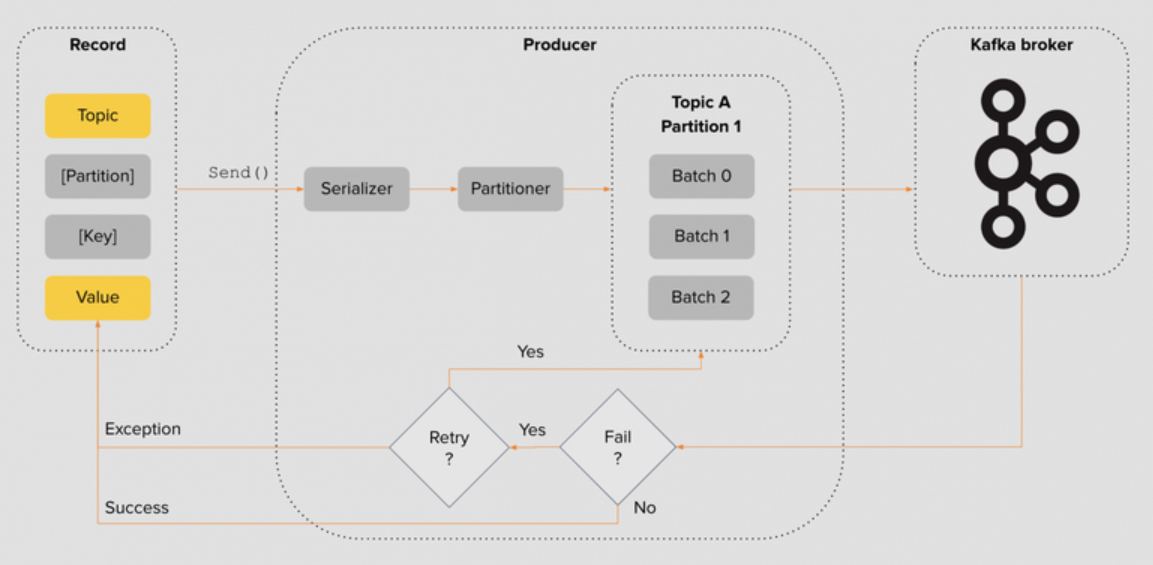 Record
Topic
[Partition]
[Key]
Value
Send()
Producer
Serializer
Partitioner
Topic A
Partition 1
Batch 0
Batch 1
Batch 2
Kafka broker
Yes
Retry
?
Yes
Fail
?
No
Exception
Success